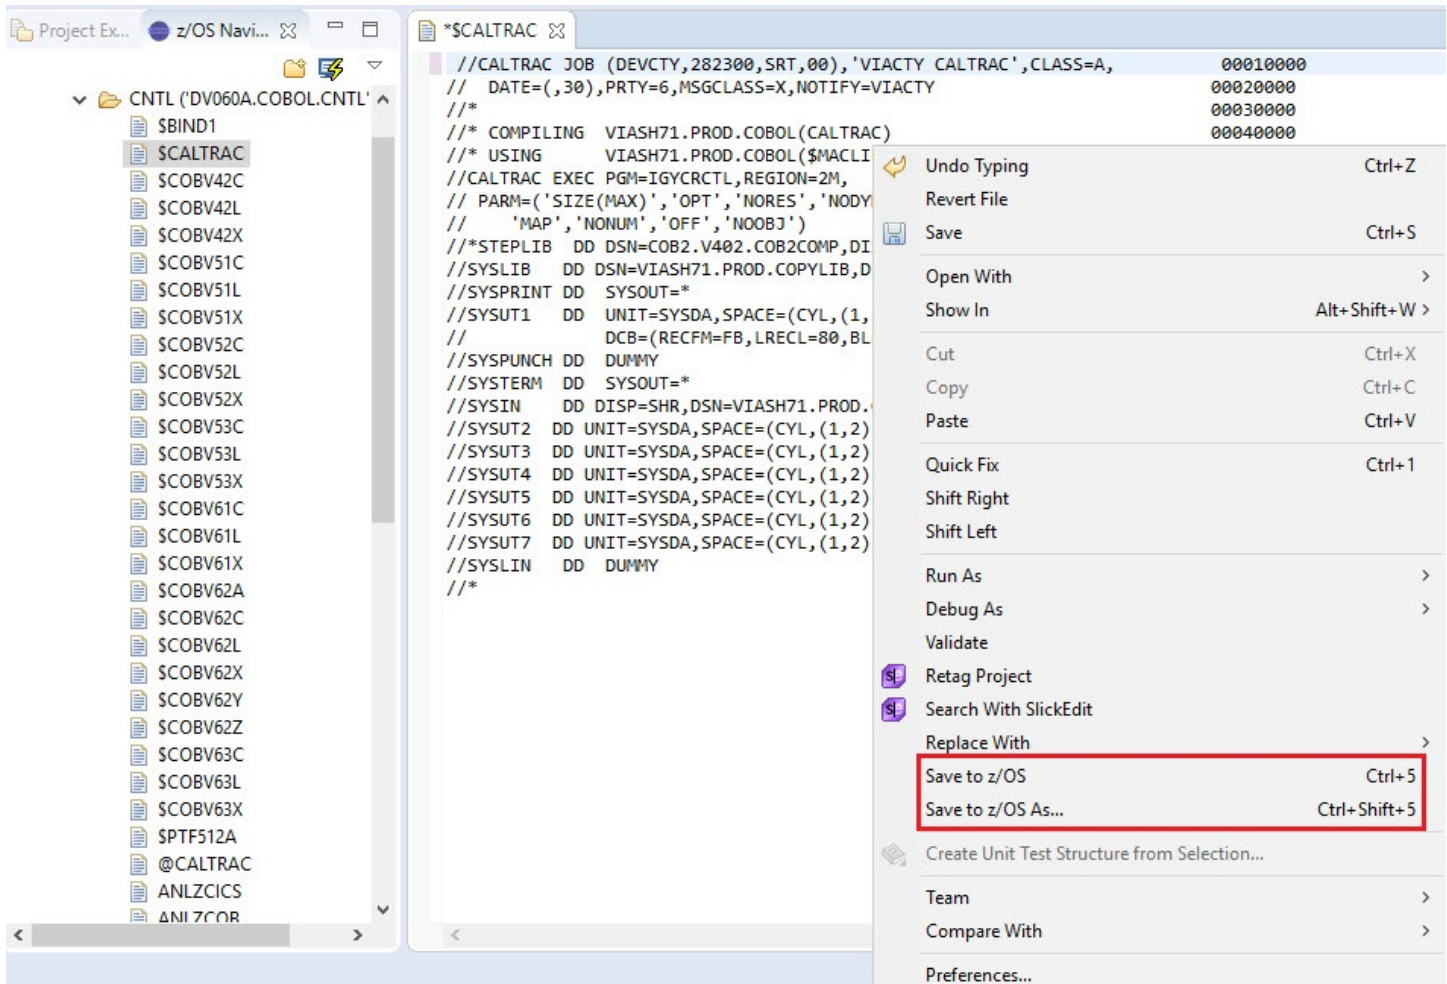 Project Ex...
z/OS Navi...
CNTL ('DV060A.COBOL.CNTL'
$BIND1
$CALTRAC
$COBV42C
$COBV42L
$COBV42X
$COBV51C
$COBV51L
$COBV51X
$COBV52C
$COBV52L
$COBV52X
$COBV53C
$COBV53L
$COBV53X
$COBV61C
$COBV61L
$COBV61X
$COBV62A
$COBV62C
$COBV62L
$COBV62X
$COBV62Y
$COBV62Z
$COBV63C
$COBV63L
$COBV63X
$PTF512A
@CALTRAC
ANLZCICS
ANLZCOB
*$CALTRAC
//CALTRAC JOB (DEVCTY,282300,SRT,00),'VIACTY CALTRAC',CLASS=A, 00010000
// DATE=(,30),PRTY=6,MSGCLASS=X,NOTIFY=VIACTY 00020000
//* 00030000
//* COMPILING VIASH71.PROD.COBOL(CALTRAC) 00040000
//* USING VIASH71.PROD.COBOL($MACLI
//CALTRAC EXEC PGM=IGYCRCTL,REGION=2M,
// PARM=('SIZE(MAX)','OPT','NORES','NODY
// 'MAP','NONUM','OFF','NOOBJ')
//*STEPLIB DD DSN=COB2.V402.COB2COMP,DI
//SYSLIB DD DSN=VIASH71.PROD.COPYLIB,D
//SYSPRINT DD SYSOUT=*
//SYSUT1 DD UNIT=SYSDA,SPACE=(CYL,(1,
// DCB=(RECFM=FB,LRECL=80,BL
//SYSPUNCH DD DUMMY
//SYSTERM DD SYSOUT=*
//SYSIN DD DISP=SHR,DSN=VIASH71.PROD.
//SYSUT2 DD UNIT=SYSDA,SPACE=(CYL,(1,2)
//SYSUT3 DD UNIT=SYSDA,SPACE=(CYL,(1,2)
//SYSUT4 DD UNIT=SYSDA,SPACE=(CYL,(1,2)
//SYSUT5 DD UNIT=SYSDA,SPACE=(CYL,(1,2)
//SYSUT6 DD UNIT=SYSDA,SPACE=(CYL,(1,2)
//SYSUT7 DD UNIT=SYSDA,SPACE=(CYL,(1,2)
//SYSLIN DD DUMMY
//*
Undo Typing Ctrl+Z
Revert File
Save Ctrl+S
Open With
Show In Alt+Shift+W
Cut Ctrl+X
Copy Ctrl+C
Paste Ctrl+V
Quick Fix Ctrl+1
Shift Right
Shift Left
Run As
Debug As
Validate
Retag Project
Search With SlickEdit
Replace With
Save to z/OS Ctrl+5
Save to z/OS As... Ctrl+Shift+5
Create Unit Test Structure from Selection...
Team
Compare With
Preferences...